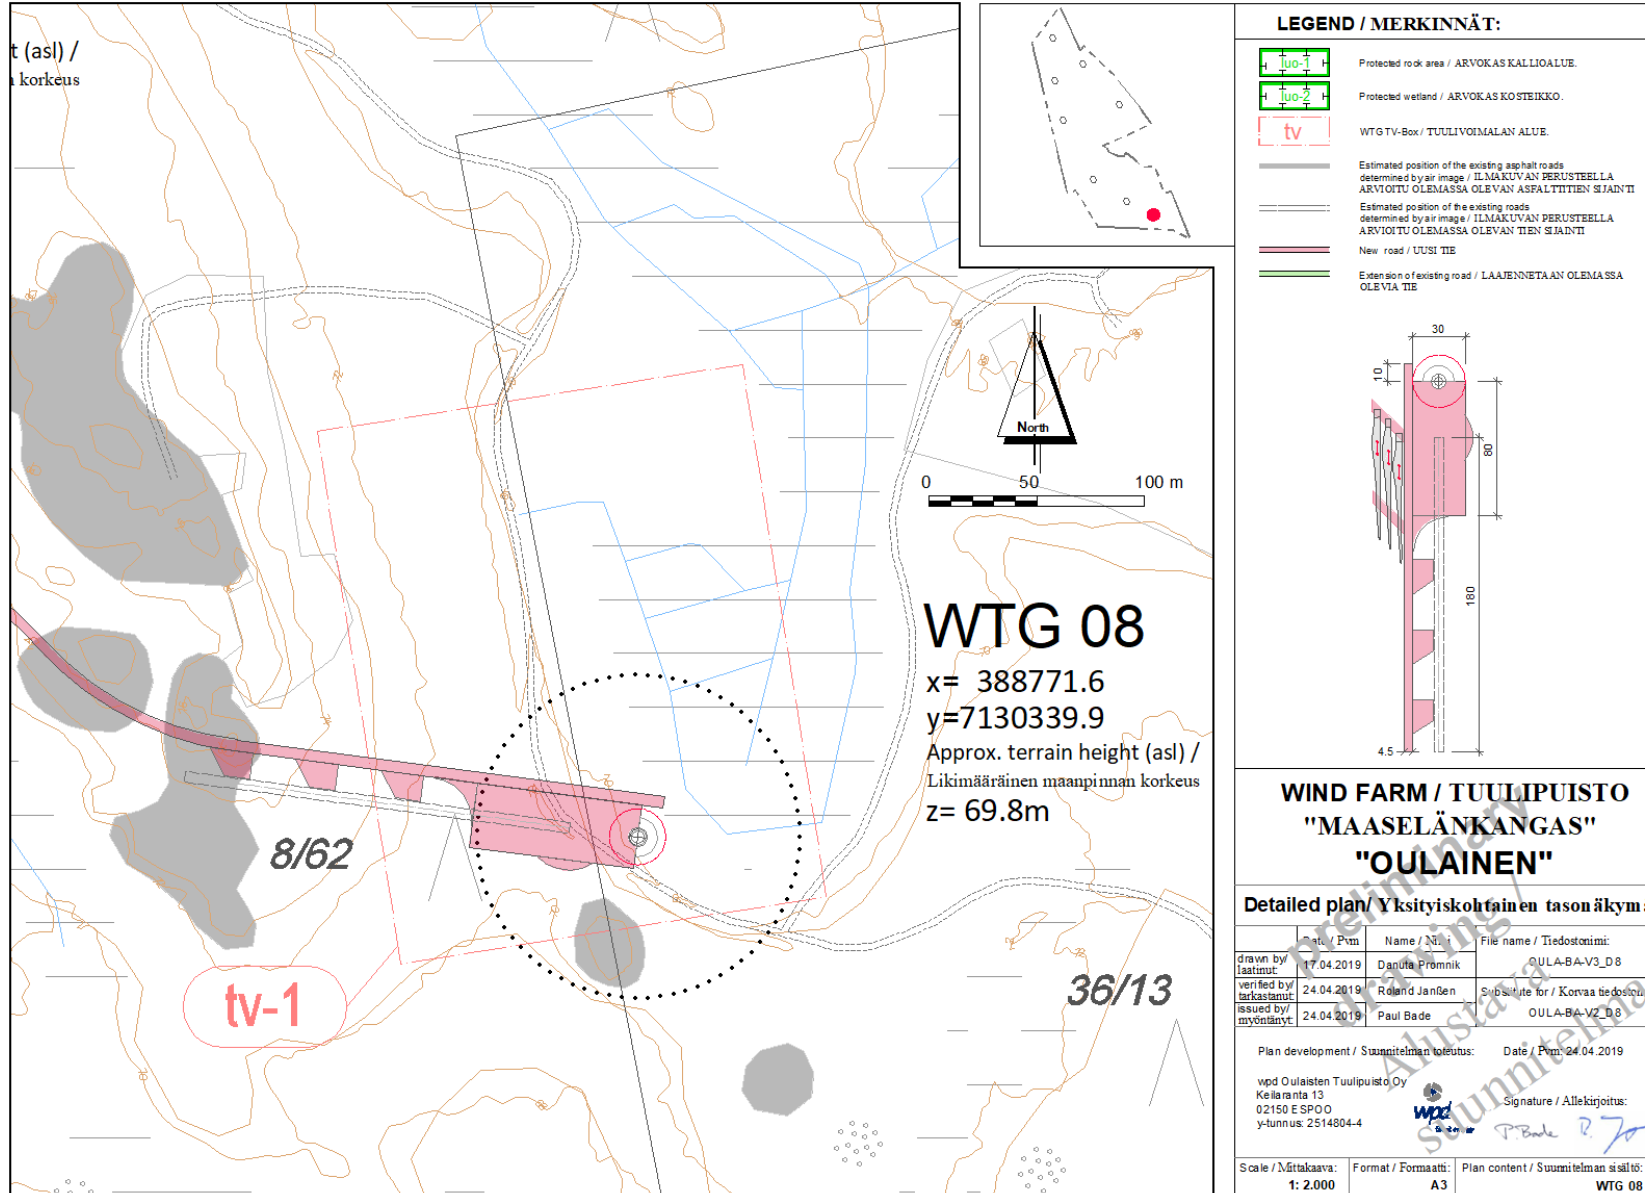 t (asl) /
korkeus
WTG 08
x= 388771.6
y=7130339.9
Approx. terrain height (asl) /
Likimääräinen maanpinnan korkeus
z= 69.8m
North
0 50 100 m
8/62
36/13
tv-1
LEGEND / MERKINNÄT:
luo-1
Protected rock area / ARVOKAS KALLIOALUE.
luo-2
Protected wetland / ARVOKAS KOSTEIKKO.
tv
WTG TV-Box / TUULIVOIMALAN ALUE.
Estimated position of the existing asphalt roads
determined by air image / ILMAKUVAN PERUSTEELLA
ARVIOITU OLEMASSA OLEVAN ASFALTTITIEN SIJAINTI
Estimated position of the existing roads
determined by air image / ILMAKUVAN PERUSTEELLA
ARVIOITU OLEMASSA OLEVAN TIEN SIJAINTI
New road / UUSI TIE
Extension of existing road / LAAJENNETAAN OLEMASSA
OLEVIA TIE
30
10
80
180
4.5
WIND FARM / TUULIPUISTO
"MAASELÄNKANGAS"
"OULAINEN"
Detailed plan/ Yksityiskohtainen tasonäkym
Date / Pvm Name / Nimi File name / Tiedostonimi:
drawn by/
laatinut: 17.04.2019 Danuta Promnik OULA-BA-V3_D8
verified by/
tarkastanut: 24.04.2019 Roland Janßen Substitute for / Korvaa tiedoston
issued by/
myöntänyt: 24.04.2019 Paul Bade OULA-BA-V2_D8
preliminary
drawing /
Alustava
suunnitelma
Plan development / Suunnitelman toteutus: Date / Pvm: 24.04.2019
wpd Oulaisten Tuulipuisto Oy
Keilaranta 13
02150 ESPOO
y-tunnus: 2514804-4
wpd
Signature / Allekirjoitus:
P. Bade
Scale / Mittakaava: Format / Formaatti: Plan content / Suunnitelman sisältö:
1: 2.000 A3 WTG 08